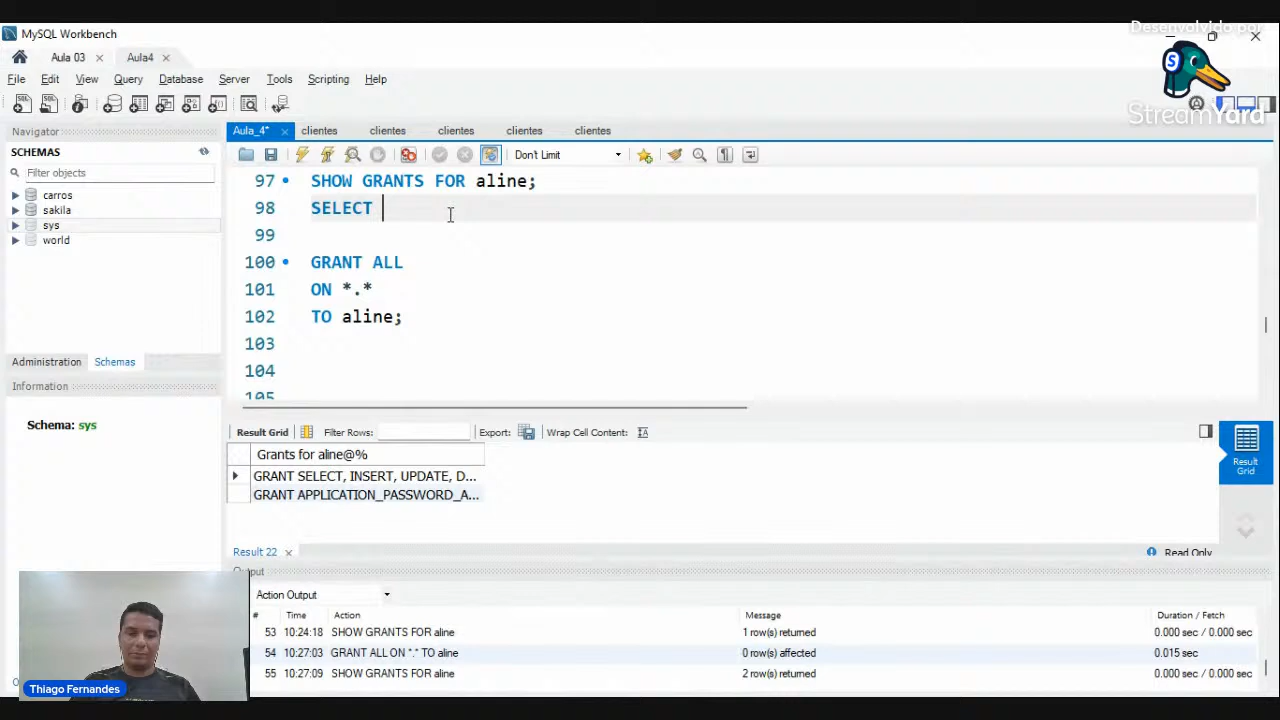 Desenvolvido por
MySQL Workbench
Aula 03
Aula4
StreamYard
File Edit View Query Database Server Tools Scripting Help
Navigator
SCHEMAS
Filter objects
carros
sakila
sys
world
Administration Schemas
Information
Schema: sys
Aula_4* clientes clientes clientes clientes clientes
Don't Limit
97 SHOW GRANTS FOR aline;
98 SELECT
99
100 GRANT ALL
101 ON *.*
102 TO aline;
103
104
105
Result Grid Filter Rows: Export: Wrap Cell Content:
Grants for aline@%
GRANT SELECT, INSERT, UPDATE, D...
GRANT APPLICATION_PASSWORD_A...
Result Grid
Result 22 Read Only
Output
Action Output
# Time Action Message Duration / Fetch
53 10:24:18 SHOW GRANTS FOR aline 1 row(s) returned 0.000 sec / 0.000 sec
54 10:27:03 GRANT ALL ON *.* TO aline 0 row(s) affected 0.015 sec
55 10:27:09 SHOW GRANTS FOR aline 2 row(s) returned 0.000 sec / 0.000 sec
Thiago Fernandes